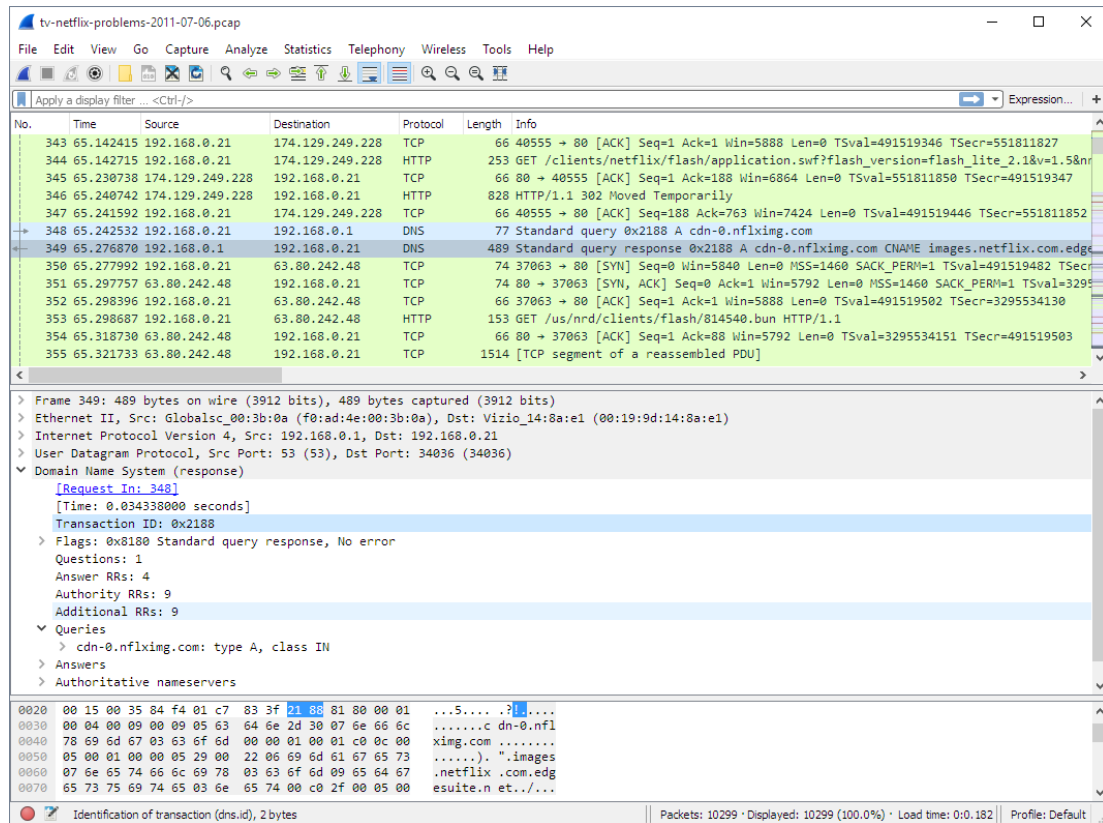 tv-netflix-problems-2011-07-06.pcap
File Edit View Go Capture Analyze Statistics Telephony Wireless Tools Help
Apply a display filter ... <Ctrl-/> Expression... +
No. Time Source Destination Protocol Length Info
343 65.142415 192.168.0.21 174.129.249.228 TCP 66 40555 → 80 [ACK] Seq=1 Ack=1 Win=5888 Len=0 TSval=491519346 TSecr=551811827
344 65.142715 192.168.0.21 174.129.249.228 HTTP 253 GET /clients/netflix/flash/application.swf?flash_version=flash_lite_2.1&v=1.5&nr
345 65.230738 174.129.249.228 192.168.0.21 TCP 66 80 → 40555 [ACK] Seq=1 Ack=188 Win=6864 Len=0 TSval=551811850 TSecr=491519347
346 65.240742 174.129.249.228 192.168.0.21 HTTP 828 HTTP/1.1 302 Moved Temporarily
347 65.241592 192.168.0.21 174.129.249.228 TCP 66 40555 → 80 [ACK] Seq=188 Ack=763 Win=7424 Len=0 TSval=491519446 TSecr=551811852
348 65.242532 192.168.0.21 192.168.0.1 DNS 77 Standard query 0x2188 A cdn-0.nflximg.com
349 65.276870 192.168.0.1 192.168.0.21 DNS 489 Standard query response 0x2188 A cdn-0.nflximg.com CNAME images.netflix.com.edge
350 65.277992 192.168.0.21 63.80.242.48 TCP 74 37063 → 80 [SYN] Seq=0 Win=5840 Len=0 MSS=1460 SACK_PERM=1 TSval=491519482 TSecr
351 65.297757 63.80.242.48 192.168.0.21 TCP 74 80 → 37063 [SYN, ACK] Seq=0 Ack=1 Win=5792 Len=0 MSS=1460 SACK_PERM=1 TSval=3295
352 65.298396 192.168.0.21 63.80.242.48 TCP 66 37063 → 80 [ACK] Seq=1 Ack=1 Win=5888 Len=0 TSval=491519502 TSecr=3295534130
353 65.298687 192.168.0.21 63.80.242.48 HTTP 153 GET /us/nrd/clients/flash/814540.bun HTTP/1.1
354 65.318730 63.80.242.48 192.168.0.21 TCP 66 80 → 37063 [ACK] Seq=1 Ack=88 Win=5792 Len=0 TSval=3295534151 TSecr=491519503
355 65.321733 63.80.242.48 192.168.0.21 TCP 1514 [TCP segment of a reassembled PDU]
Frame 349: 489 bytes on wire (3912 bits), 489 bytes captured (3912 bits)
Ethernet II, Src: Globalsc_00:3b:0a (f0:ad:4e:00:3b:0a), Dst: Vizio_14:8a:e1 (00:19:9d:14:8a:e1)
Internet Protocol Version 4, Src: 192.168.0.1, Dst: 192.168.0.21
User Datagram Protocol, Src Port: 53 (53), Dst Port: 34036 (34036)
Domain Name System (response)
[Request In: 348]
[Time: 0.034338000 seconds]
Transaction ID: 0x2188
Flags: 0x8180 Standard query response, No error
Questions: 1
Answer RRs: 4
Authority RRs: 9
Additional RRs: 9
Queries
cdn-0.nflximg.com: type A, class IN
Answers
Authoritative nameservers
0020 00 15 00 35 84 f4 01 c7 83 3f 21 88 81 80 00 01 ...5.... .?!.....
0030 00 04 00 09 00 09 05 63 64 6e 2d 30 07 6e 66 6c .......c dn-0.nfl
0040 78 69 6d 67 03 63 6f 6d 00 00 01 00 01 c0 0c 00 ximg.com ........
0050 05 00 01 00 00 05 29 00 22 06 69 6d 61 67 65 73 ......). ".images
0060 07 6e 65 74 66 6c 69 78 03 63 6f 6d 09 65 64 67 .netflix .com.edg
0070 65 73 75 69 74 65 03 6e 65 74 00 c0 2f 00 05 00 esuite.n et../...
Identification of transaction (dns.id), 2 bytes Packets: 10299 · Displayed: 10299 (100.0%) · Load time: 0:0.182 Profile: Default